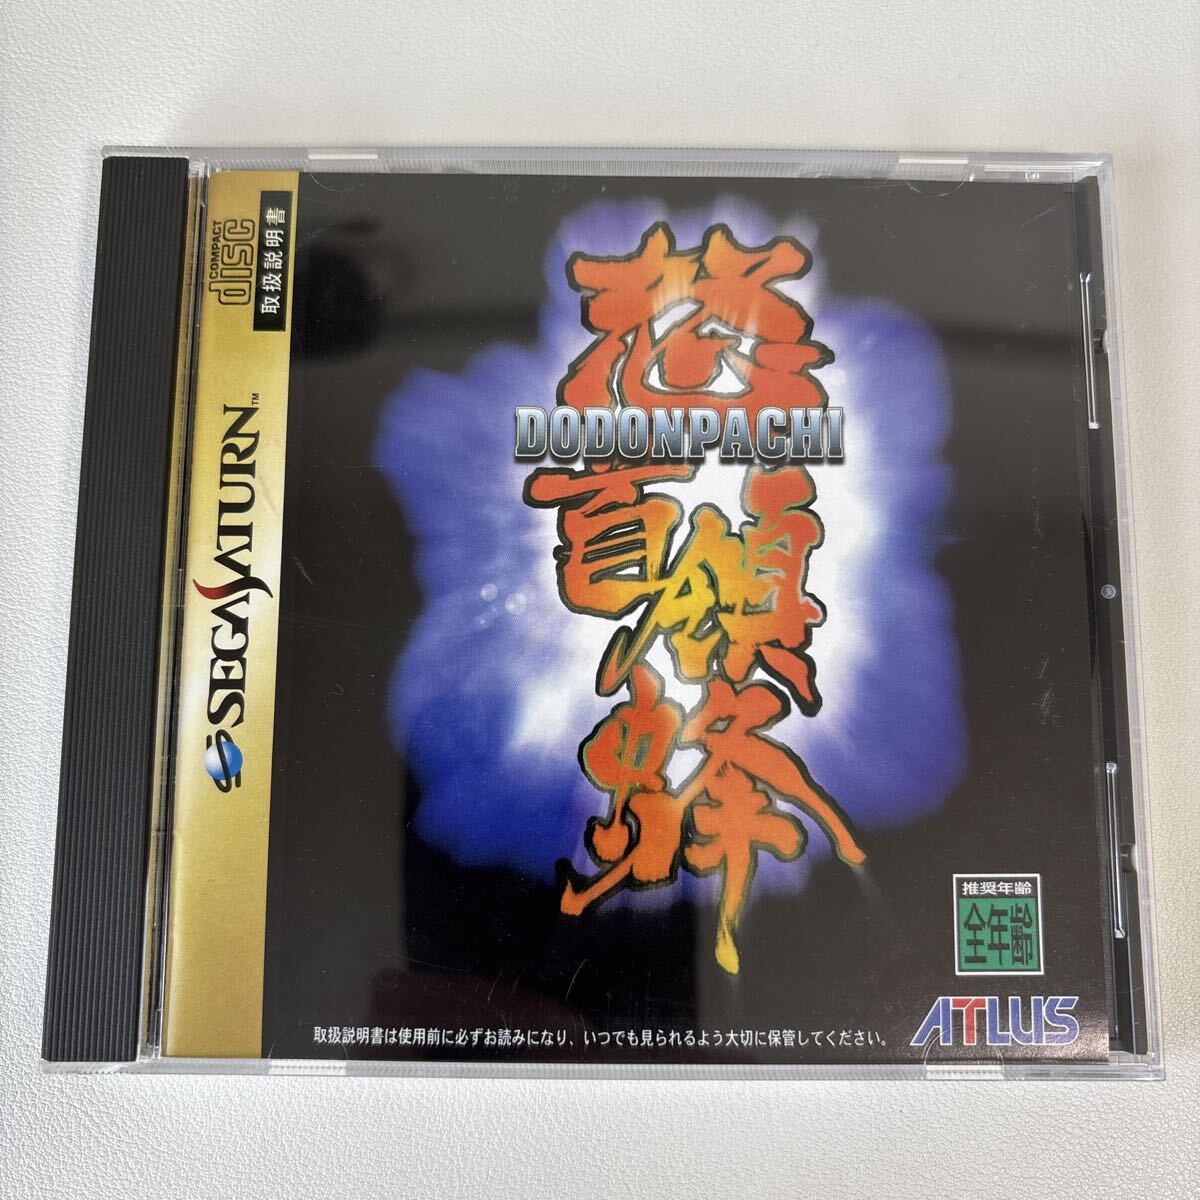 COMPACT
disc
取扱説明書
SEGA SATURN™
怒首領蜂
DODONPACHI
推奨年齢
全年齢
ATLUS
取扱説明書は使用前に必ずお読みになり、いつでも見られるよう大切に保管してください。